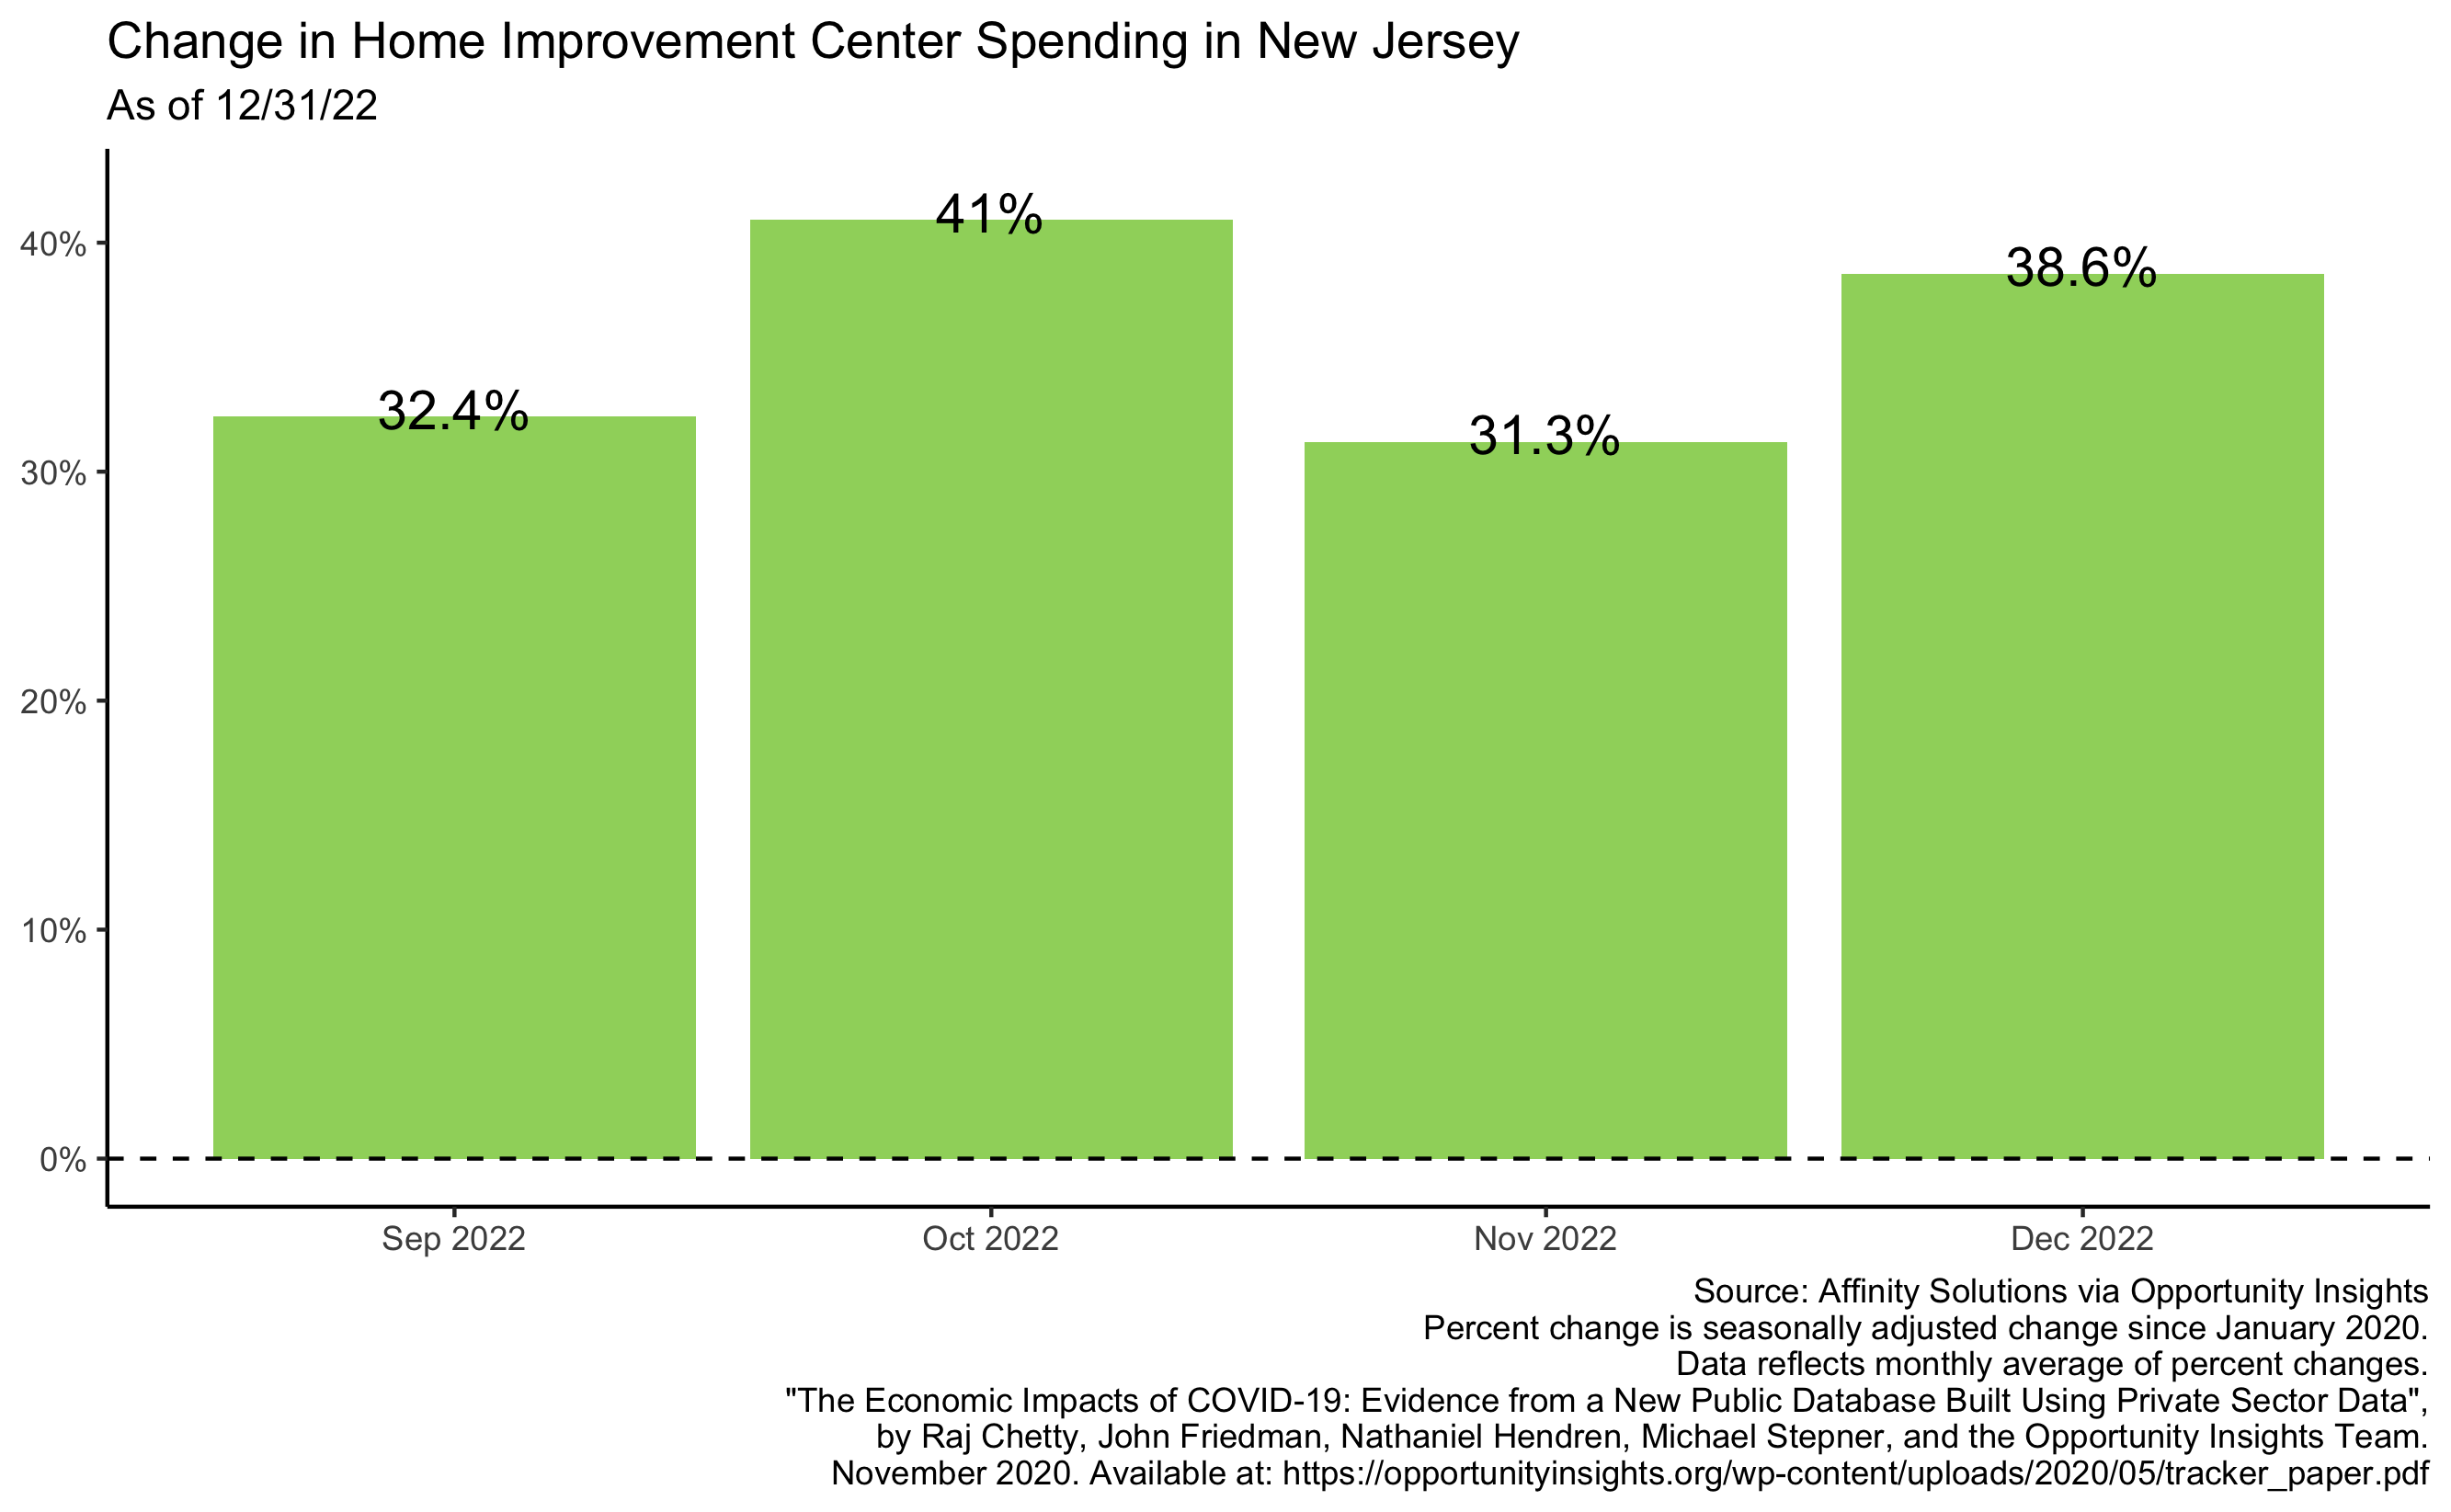 Change in Home Improvement Center Spending in New Jersey
As of 12/31/22
41%
38.6%
32.4%
31.3%
40%
30%
20%
10%
0%
Sep 2022
Oct 2022
Nov 2022
Dec 2022
Source: Affinity Solutions via Opportunity Insights
Percent change is seasonally adjusted change since January 2020.
Data reflects monthly average of percent changes.
"The Economic Impacts of COVID-19: Evidence from a New Public Database Built Using Private Sector Data",
by Raj Chetty, John Friedman, Nathaniel Hendren, Michael Stepner, and the Opportunity Insights Team.
November 2020. Available at: https://opportunityinsights.org/wp-content/uploads/2020/05/tracker_paper.pdf